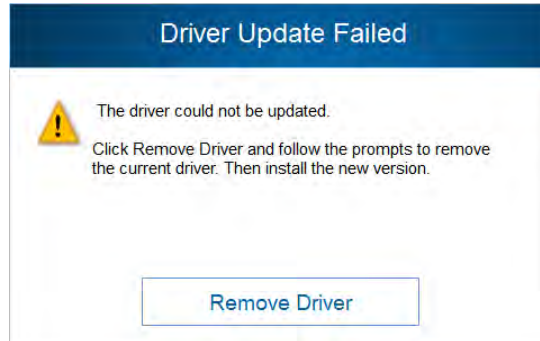 Driver Update Failed
The driver could not be updated.
Click Remove Driver and follow the prompts to remove
the current driver. Then install the new version.
Remove Driver